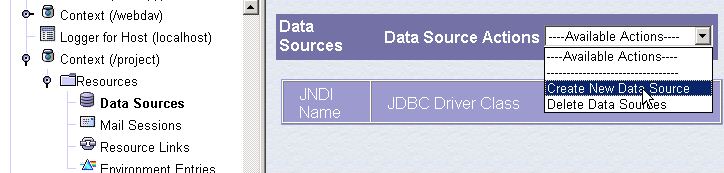 Context (/webdav)
Logger for Host (localhost)
Context (/project)
Resources
Data Sources
Mail Sessions
Resource Links
Environment Entries
Data
Sources
Data Source Actions
----Available Actions----
----Available Actions----
--------------------------------
Create New Data Source
Delete Data Sources
JNDI
Name
JDBC Driver Class